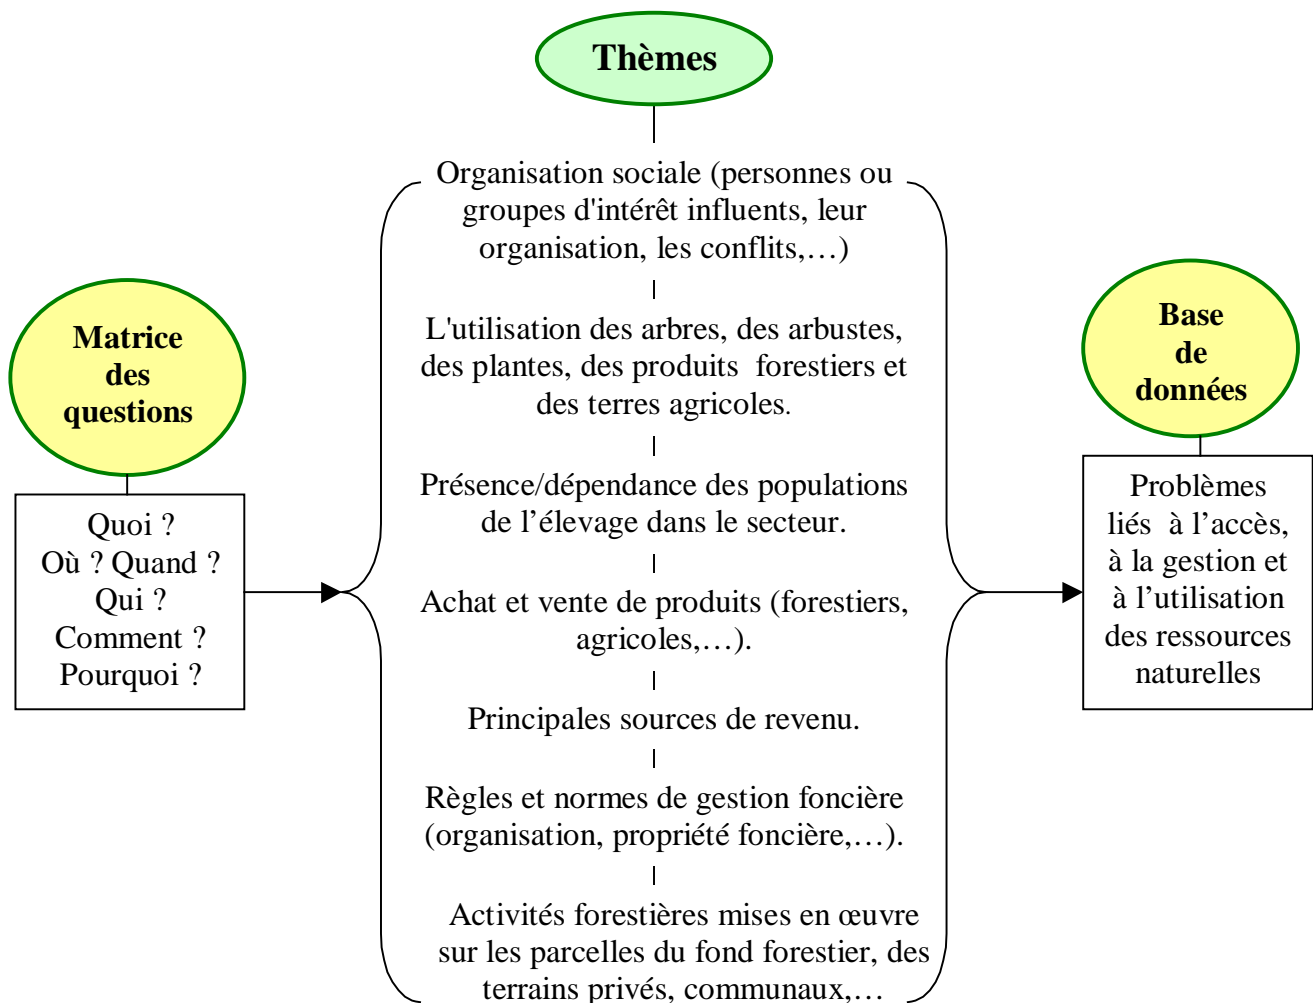 Thèmes
Organisation sociale (personnes ou
groupes d'intérêt influents, leur
organisation, les conflits,…)
L'utilisation des arbres, des arbustes,
des plantes, des produits  forestiers et
des terres agricoles.
Présence/dépendance des populations
de l’élevage dans le secteur.
Achat et vente de produits (forestiers,
agricoles,…).
Principales sources de revenu.
Règles et normes de gestion foncière
(organisation, propriété foncière,…).
Activités forestières mises en œuvre
sur les parcelles du fond forestier, des
terrains privés, communaux,…
Matrice
des
questions
Quoi ?
Où ? Quand ?
Qui ?
Comment ?
Pourquoi ?
Base
de
données
Problèmes
liés  à l’accès,
à la gestion et
à l’utilisation
des ressources
naturelles